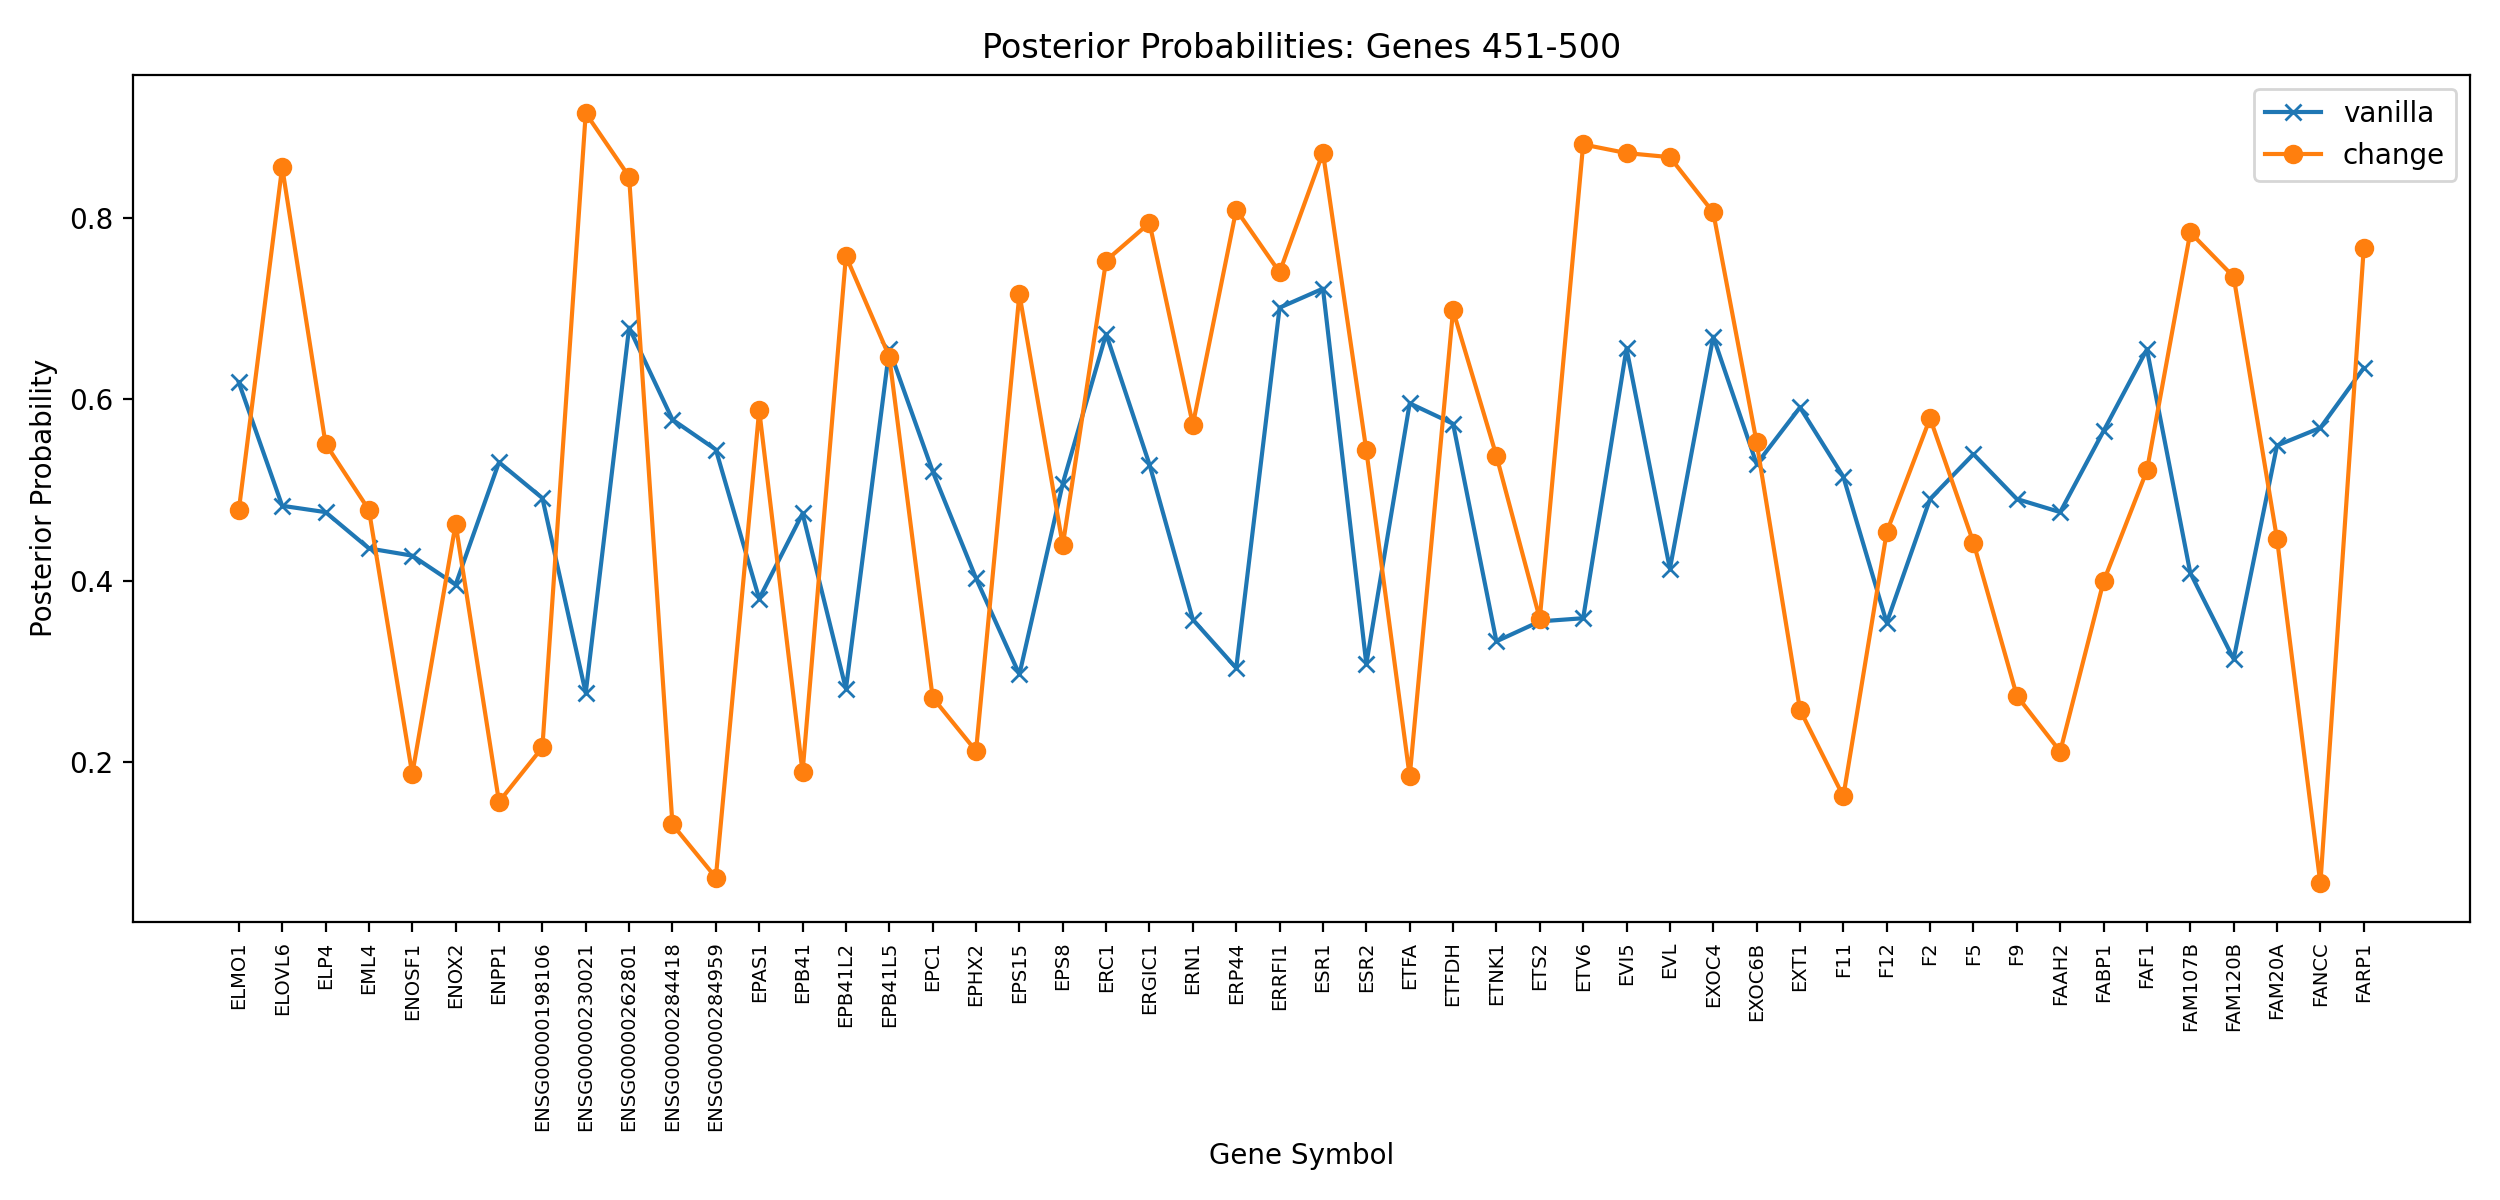 Posterior Probabilities: Genes 451-500
vanilla
change
Posterior Probability
0.8
0.6
0.4
0.2
ELMO1
ELOVL6
ELP4
EML4
ENOSF1
ENOX2
ENPP1
ENSG00000198106
ENSG00000230021
ENSG00000262801
ENSG00000284418
ENSG00000284959
EPAS1
EPB41
EPB41L2
EPB41L5
EPC1
EPHX2
EPS15
EPS8
ERC1
ERGIC1
ERN1
ERP44
ERRFI1
ESR1
ESR2
ETFA
ETFDH
ETNK1
ETS2
ETV6
EVI5
EVL
EXOC4
EXOC6B
EXT1
F11
F12
F2
F5
F9
FAAH2
FABP1
FAF1
FAM107B
FAM120B
FAM20A
FANCC
FARP1
Gene Symbol